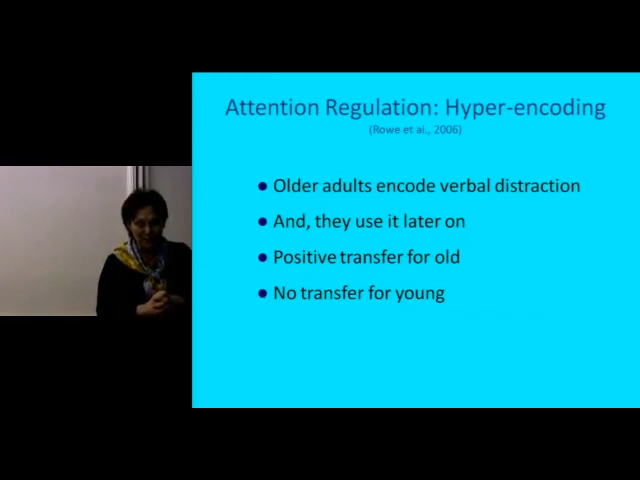 Attention Regulation: Hyper-encoding
(Rowe et al., 2006)
Older adults encode verbal distraction
And, they use it later on
Positive transfer for old
No transfer for young